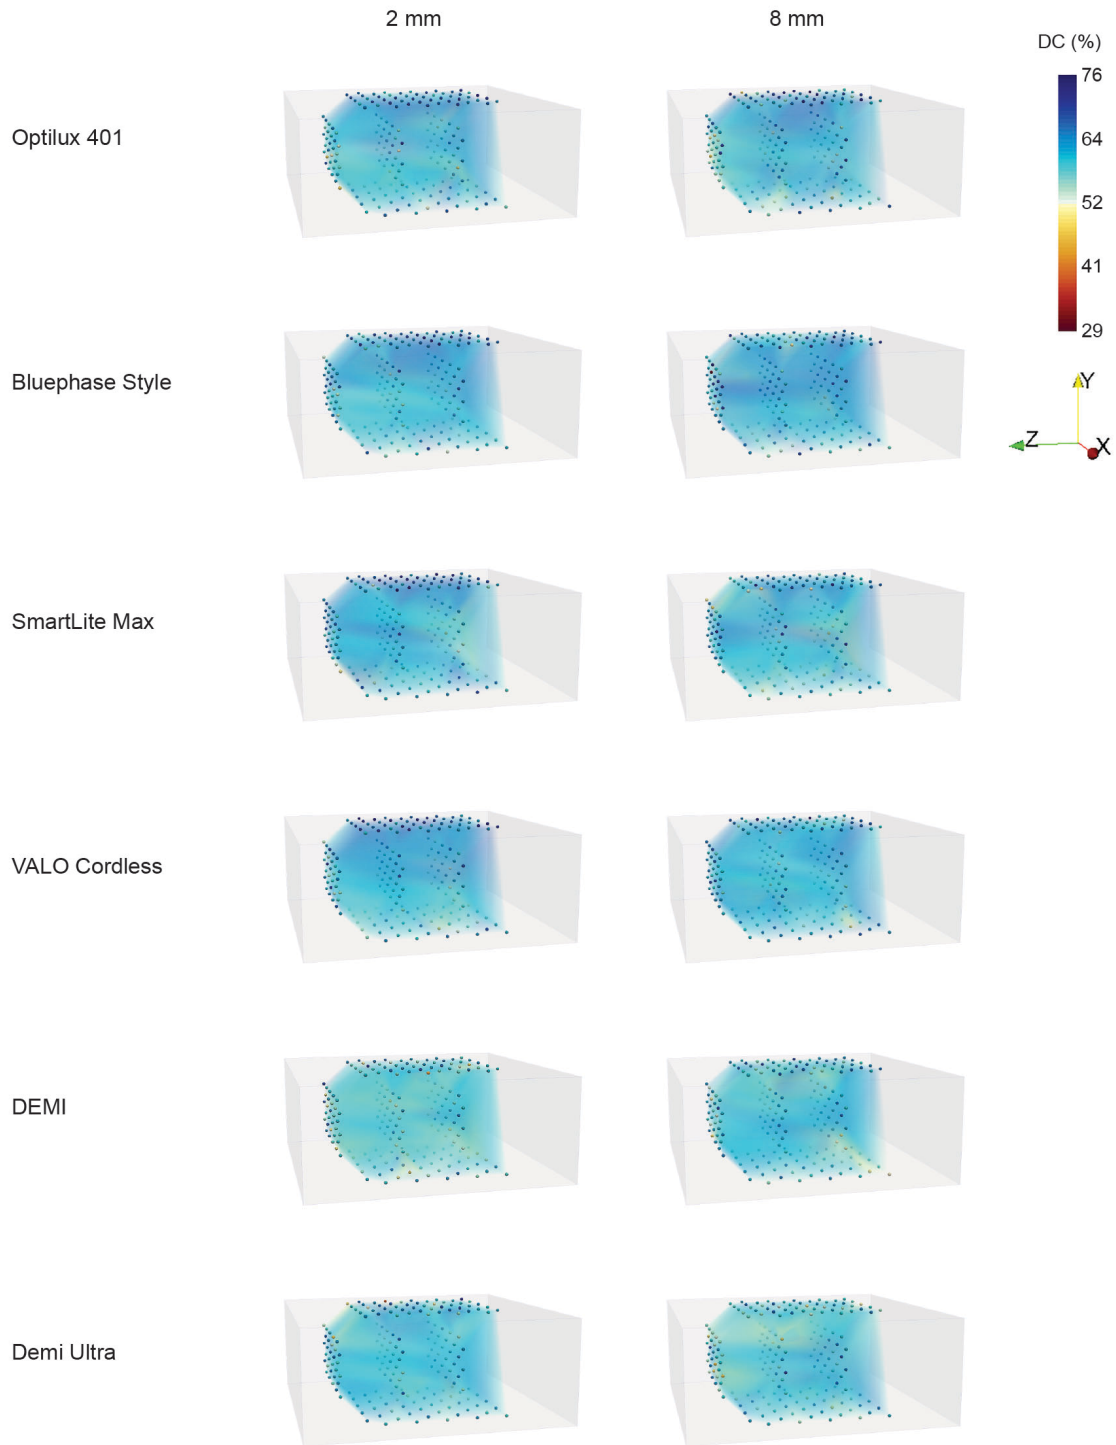 2 mm 8 mm
DC (%)
76
Optilux 401
64
52
41
29
Bluephase Style
Y
Z
X
SmartLite Max
VALO Cordless
DEMI
Demi Ultra